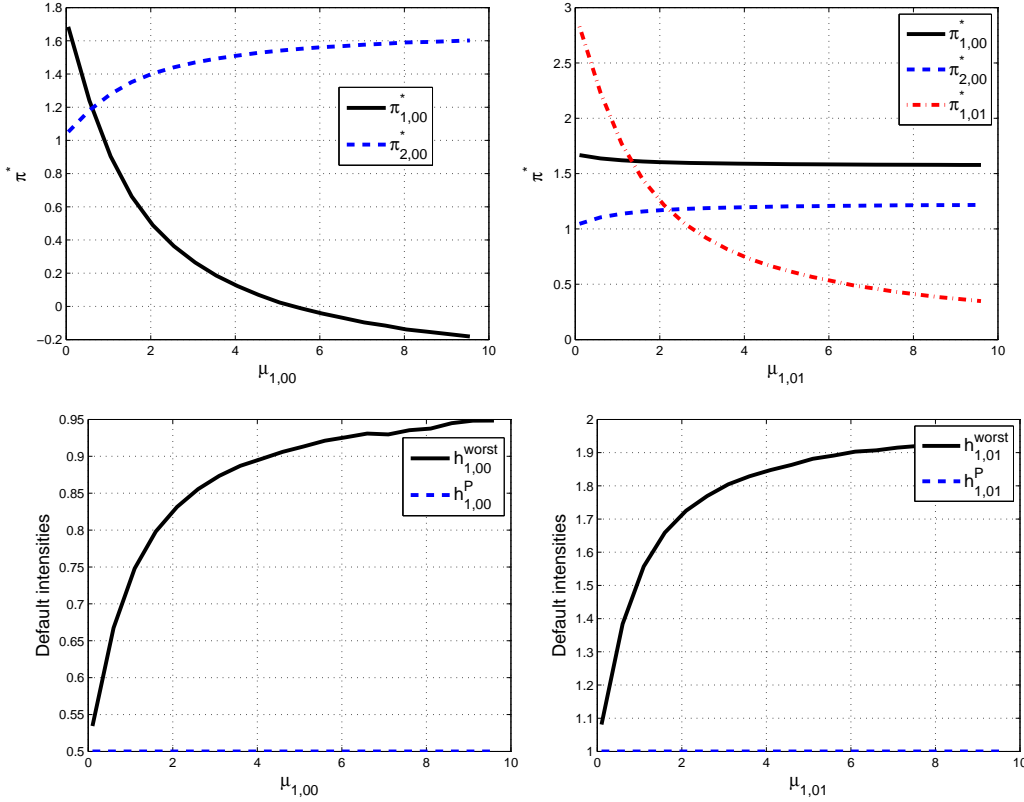 1.8
1.6
1.4
1.2
1
0.8
0.6
0.4
0.2
0
−0.2
π*
0 2 4 6 8 10
μ1,00
π*1,00
π*2,00
3
2.5
2
1.5
1
0.5
0
π*
0 2 4 6 8 10
μ1,01
π*1,00
π*2,00
π*1,01
0.95
0.9
0.85
0.8
0.75
0.7
0.65
0.6
0.55
0.5
Default intensities
0 2 4 6 8 10
μ1,00
hworst1,00
hP1,00
2
1.9
1.8
1.7
1.6
1.5
1.4
1.3
1.2
1.1
1
Default intensities
0 2 4 6 8 10
μ1,01
hworst1,01
hP1,01